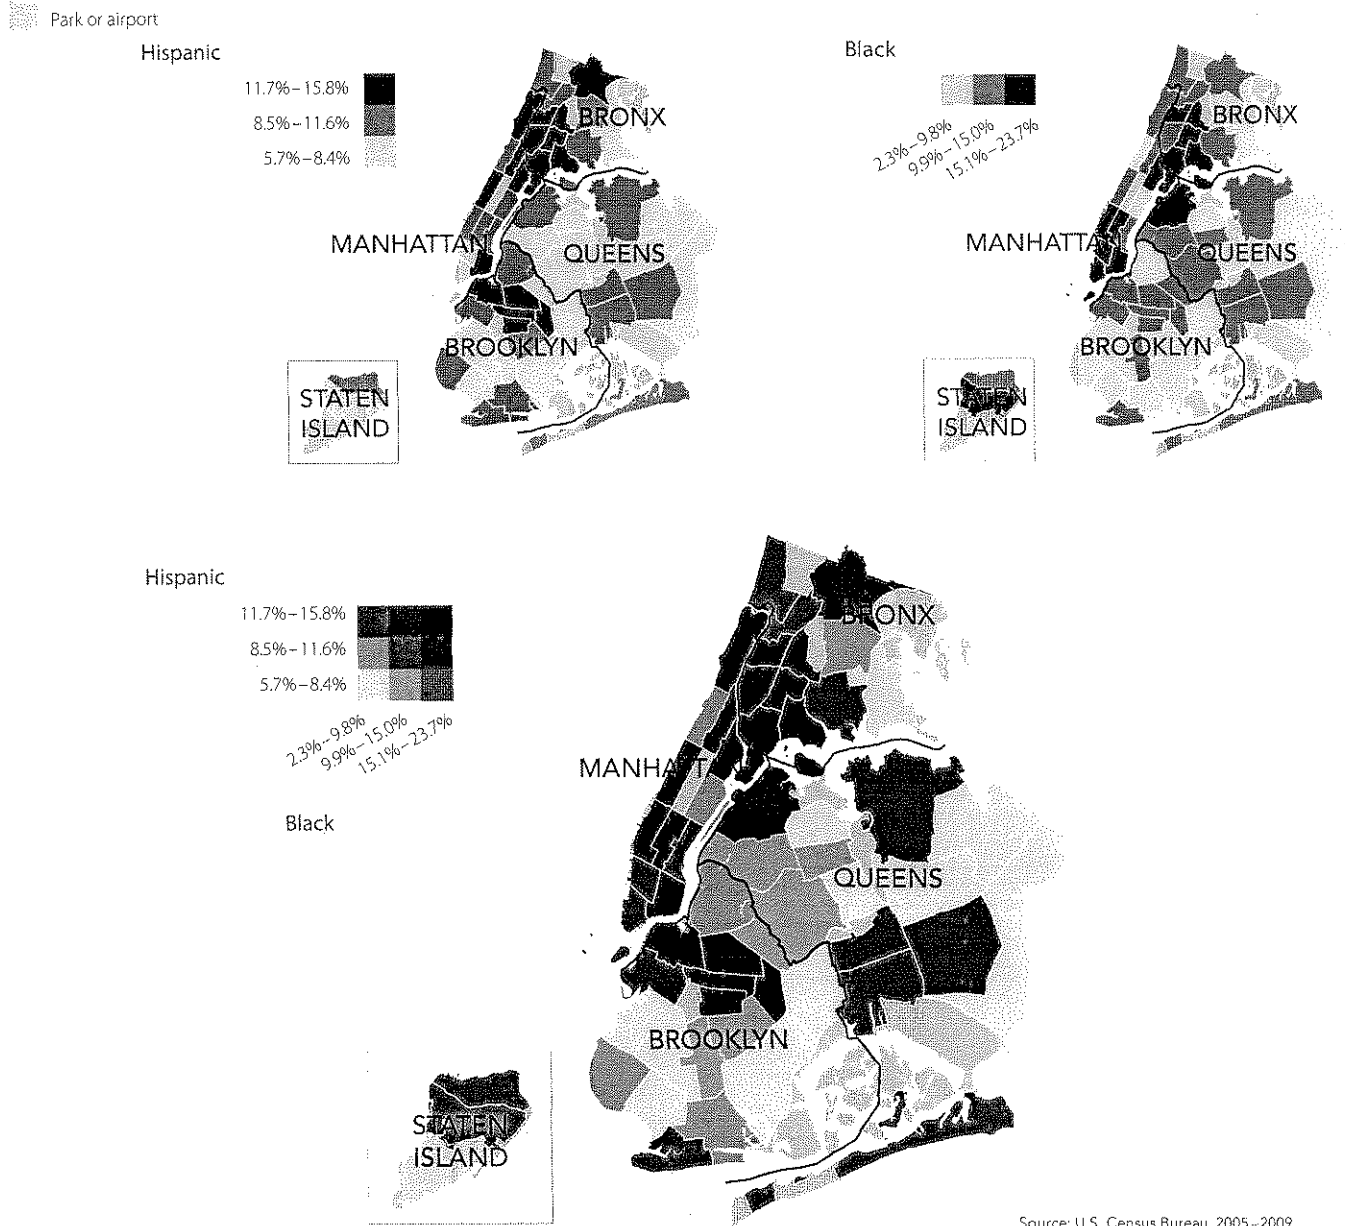 Park or airport
Hispanic
11.7%–15.8%
8.5%–11.6%
5.7%–8.4%
BRONX
MANHATTAN
QUEENS
BROOKLYN
STATEN
ISLAND
Black
2.3%–9.8%
9.9%–15.0%
15.1%–23.7%
BRONX
MANHATTAN
QUEENS
BROOKLYN
STATEN
ISLAND
Hispanic
11.7%–15.8%
8.5%–11.6%
5.7%–8.4%
2.3%–9.8%
9.9%–15.0%
15.1%–23.7%
Black
BRONX
MANHATTAN
QUEENS
BROOKLYN
STATEN
ISLAND
Source: U.S. Census Bureau, 2005–2009